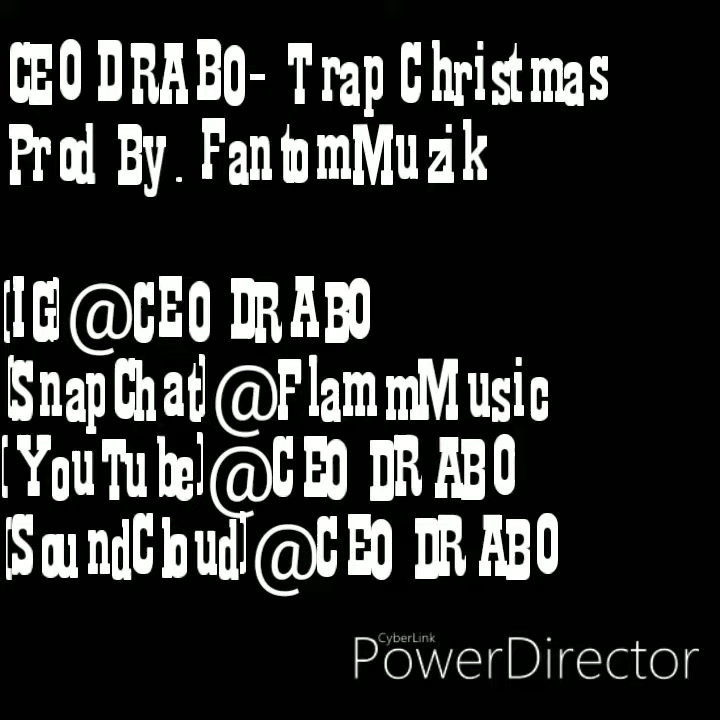 CEO DRABO- Trap Christmas
Prod By. FantomMuzik
[IG]@CEO DRABO
[SnapChat]@FlammMusic
[YouTube]@CEO DRABO
[SoundCloud]@CEO DRABO
CyberLink
PowerDirector